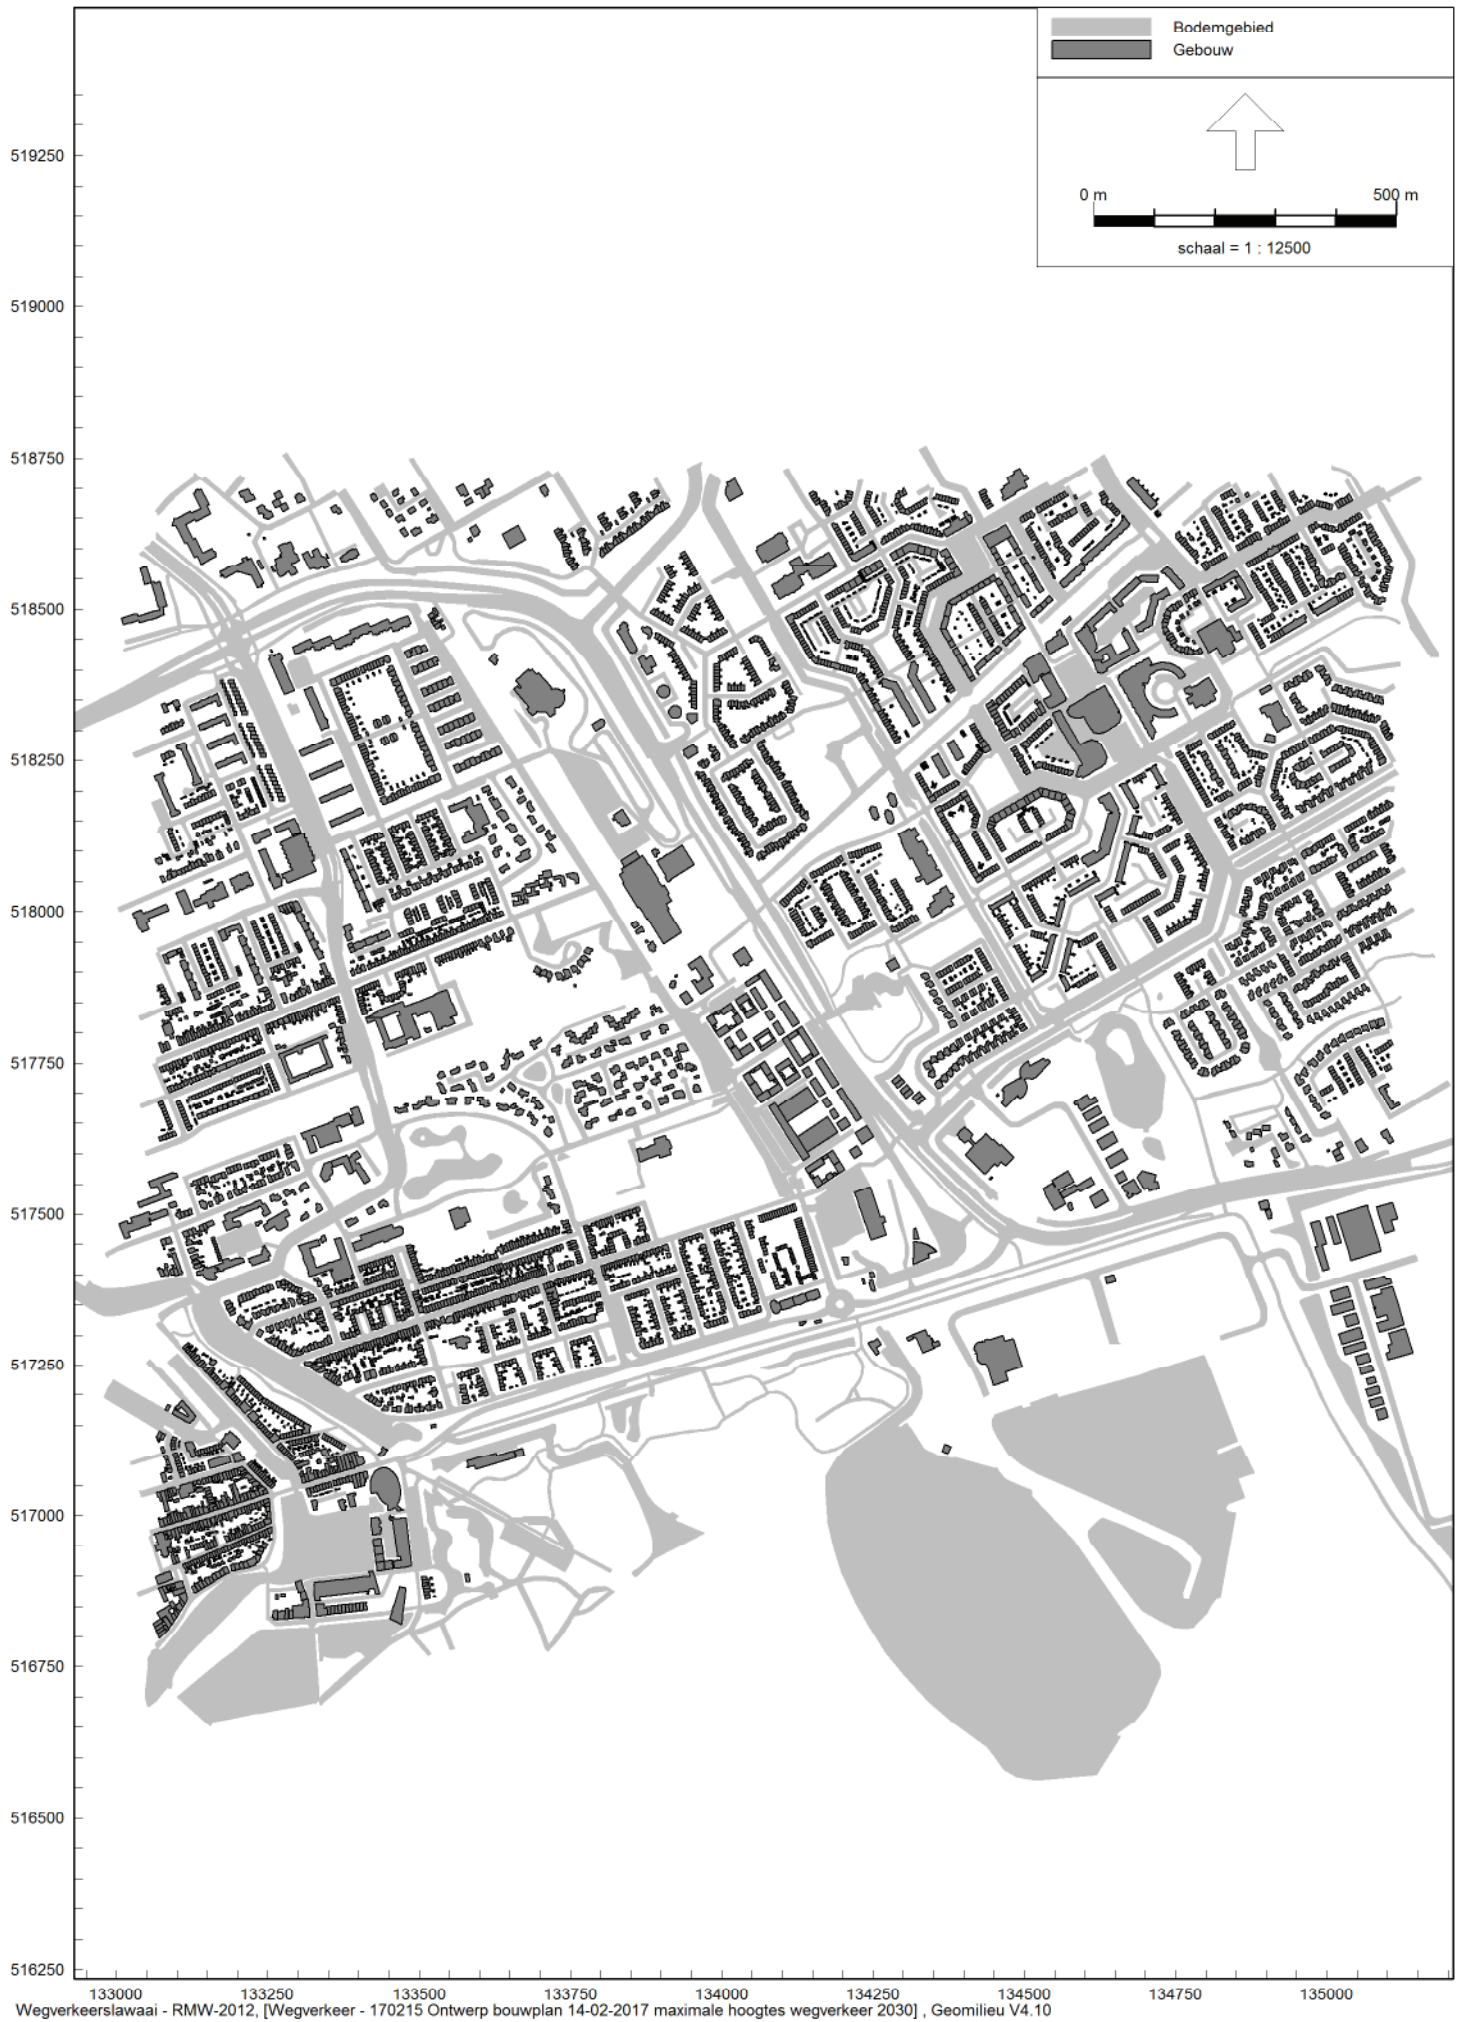 Bodemgebied
Gebouw
0 m 500 m
schaal = 1 : 12500
519250
519000
518750
518500
518250
518000
517750
517500
517250
517000
516750
516500
516250
133000 133250 133500 133750 134000 134250 134500 134750 135000
Wegverkeerslawaai - RMW-2012, [Wegverkeer - 170215 Ontwerp bouwplan 14-02-2017 maximale hoogtes wegverkeer 2030] , Geomilieu V4.10